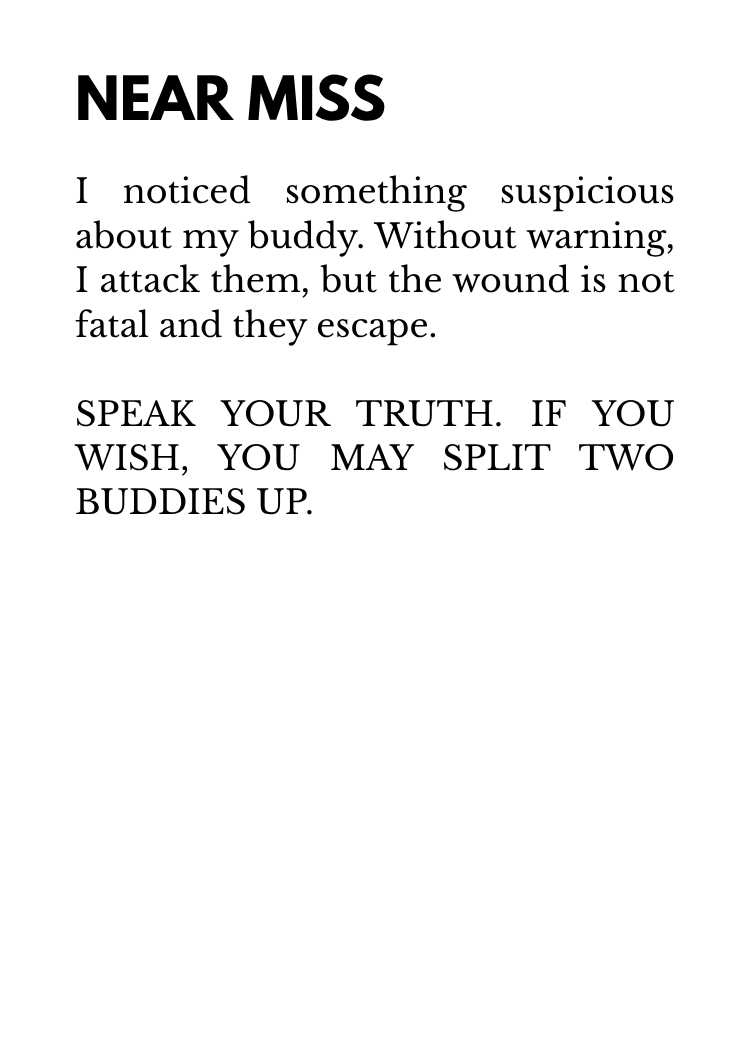 NEAR MISS
I noticed something suspicious
about my buddy. Without warning,
I attack them, but the wound is not
fatal and they escape.
SPEAK YOUR TRUTH. IF YOU
WISH, YOU MAY SPLIT TWO
BUDDIES UP.